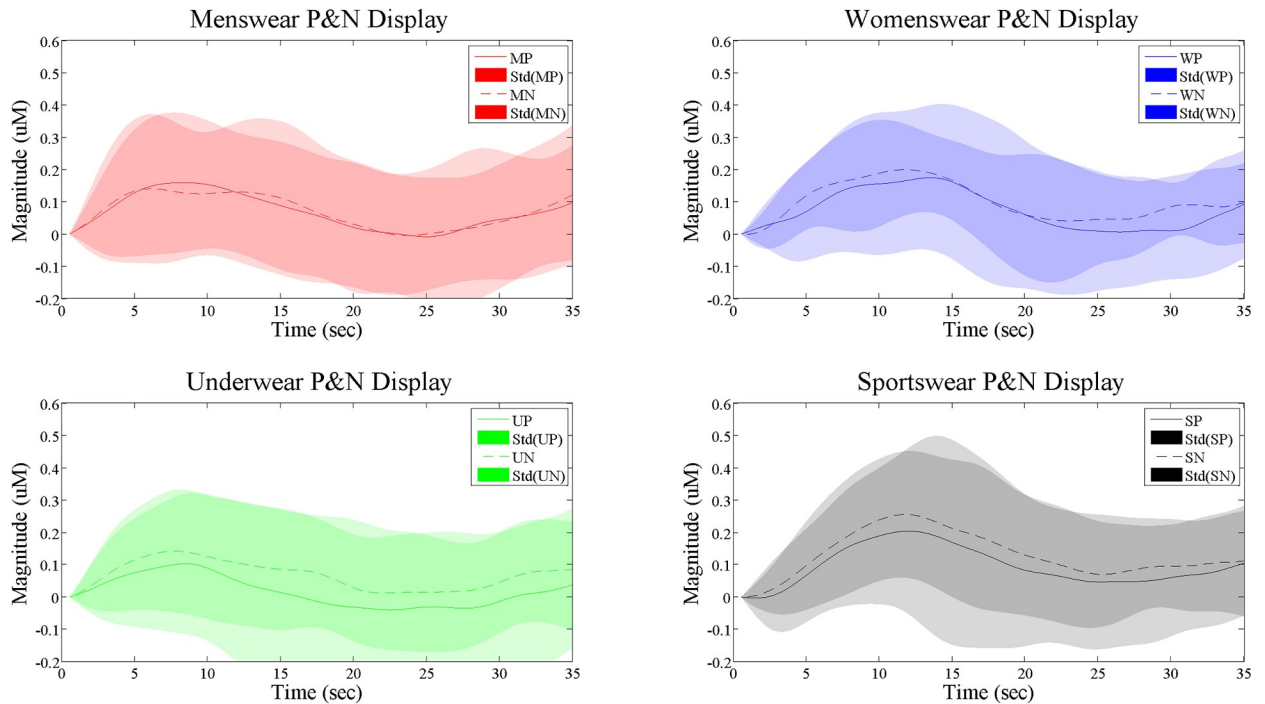 Menswear P&N Display
0.6
0.5
0.4
0.3
0.2
0.1
0
-0.1
-0.2
Magnitude (uM)
MP
Std(MP)
MN
Std(MN)
0 5 10 15 20 25 30 35
Time (sec)
Womenswear P&N Display
0.6
0.5
0.4
0.3
0.2
0.1
0
-0.1
-0.2
Magnitude (uM)
WP
Std(WP)
WN
Std(WN)
0 5 10 15 20 25 30 35
Time (sec)
Underwear P&N Display
0.6
0.5
0.4
0.3
0.2
0.1
0
-0.1
-0.2
Magnitude (uM)
UP
Std(UP)
UN
Std(UN)
0 5 10 15 20 25 30 35
Time (sec)
Sportswear P&N Display
0.6
0.5
0.4
0.3
0.2
0.1
0
-0.1
-0.2
Magnitude (uM)
SP
Std(SP)
SN
Std(SN)
0 5 10 15 20 25 30 35
Time (sec)